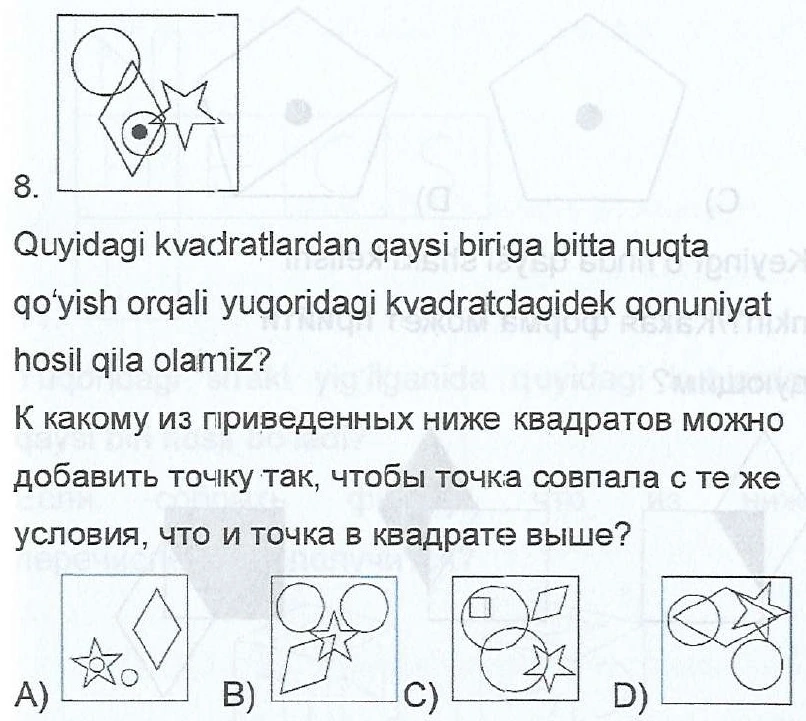 8.
Quyidagi kvadratlardan qaysi biriga bitta nuqta
qo‘yish orqali yuqoridagi kvadratdagidek qonuniyat
hosil qila olamiz?
К какому из приведенных ниже квадратов можно
добавить точку так, чтобы точка совпала с те же
условия, что и точка в квадрате выше?
A) B) C) D)